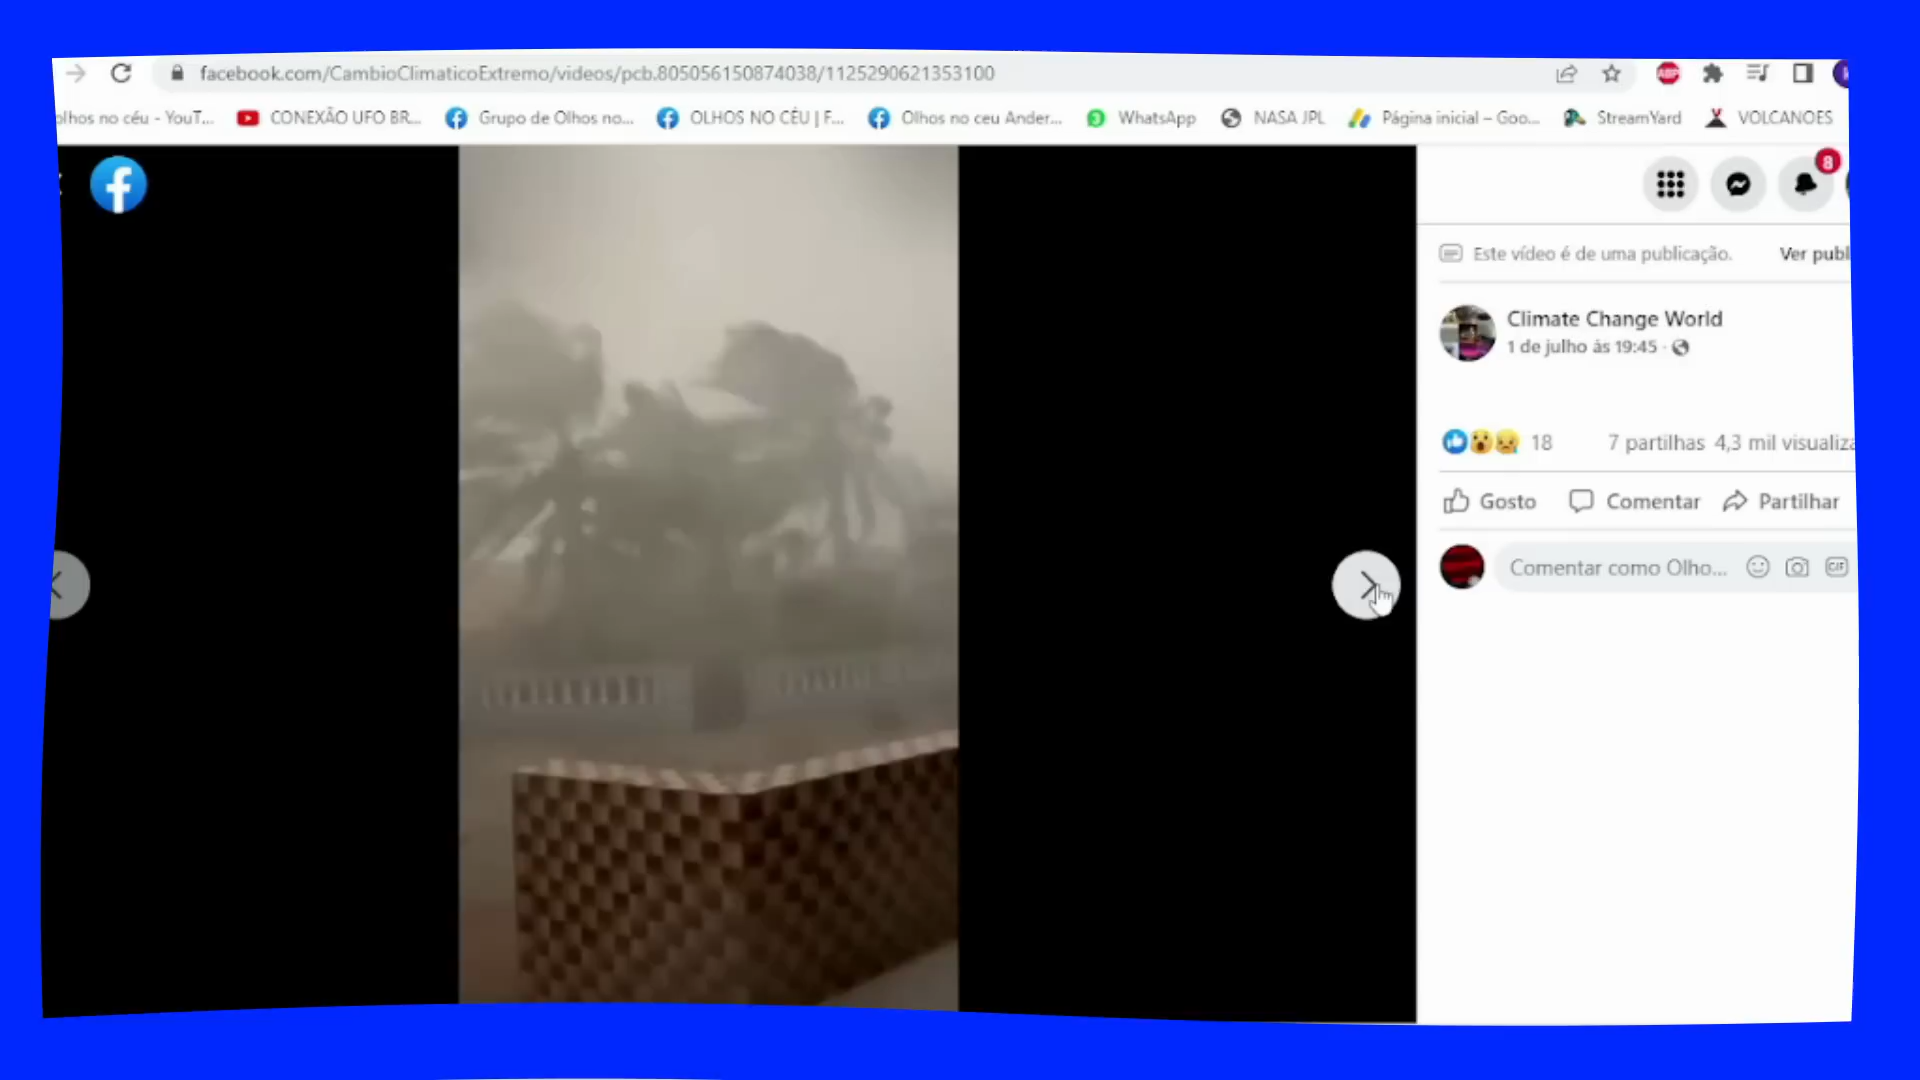 facebook.com/CambioClimaticoExtremo/videos/pcb.805056150874038/1125290621353100
olhos no céu - YouT... CONEXÃO UFO BR... Grupo de Olhos no... OLHOS NO CÉU | F... Olhos no ceu Ander... WhatsApp NASA JPL Página inicial – Goo... StreamYard VOLCANOES
ABP
8
Este vídeo é de uma publicação. Ver publ
Climate Change World
1 de julho às 19:45 ·
18 7 partilhas 4,3 mil visualiza
Gosto Comentar Partilhar
Comentar como Olho... GIF